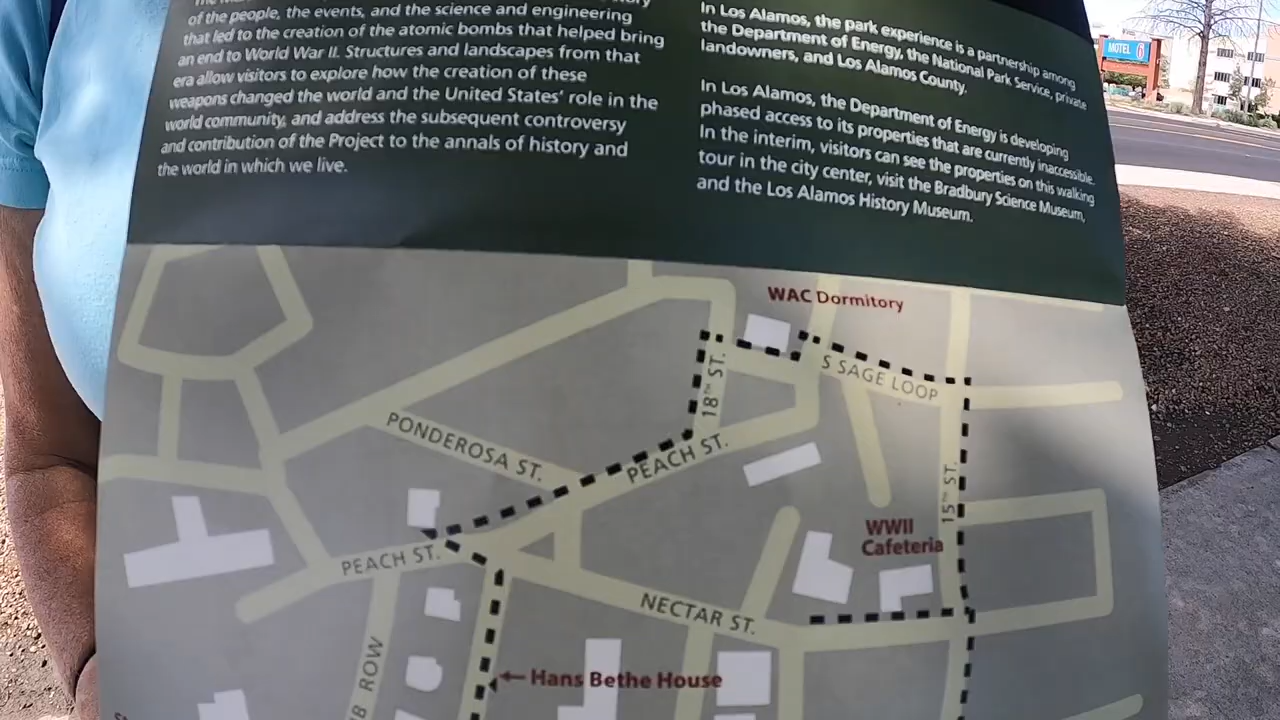 of the people, the events, and the science and engineering
that led to the creation of the atomic bombs that helped bring
an end to World War II. Structures and landscapes from that
era allow visitors to explore how the creation of these
weapons changed the world and the United States' role in the
world community, and address the subsequent controversy
and contribution of the Project to the annals of history and
the world in which we live.
In Los Alamos, the park experience is a partnership among
the Department of Energy, the National Park Service, private
landowners, and Los Alamos County.
In Los Alamos, the Department of Energy is developing
phased access to its properties that are currently inaccessible.
In the interim, visitors can see the properties on this walking
tour in the city center, visit the Bradbury Science Museum,
and the Los Alamos History Museum.
MOTEL 6
WAC Dormitory
S SAGE LOOP
18TH ST.
PONDEROSA ST.
PEACH ST.
15TH ST.
WWII
Cafeteria
PEACH ST.
NECTAR ST.
ROW
Hans Bethe House